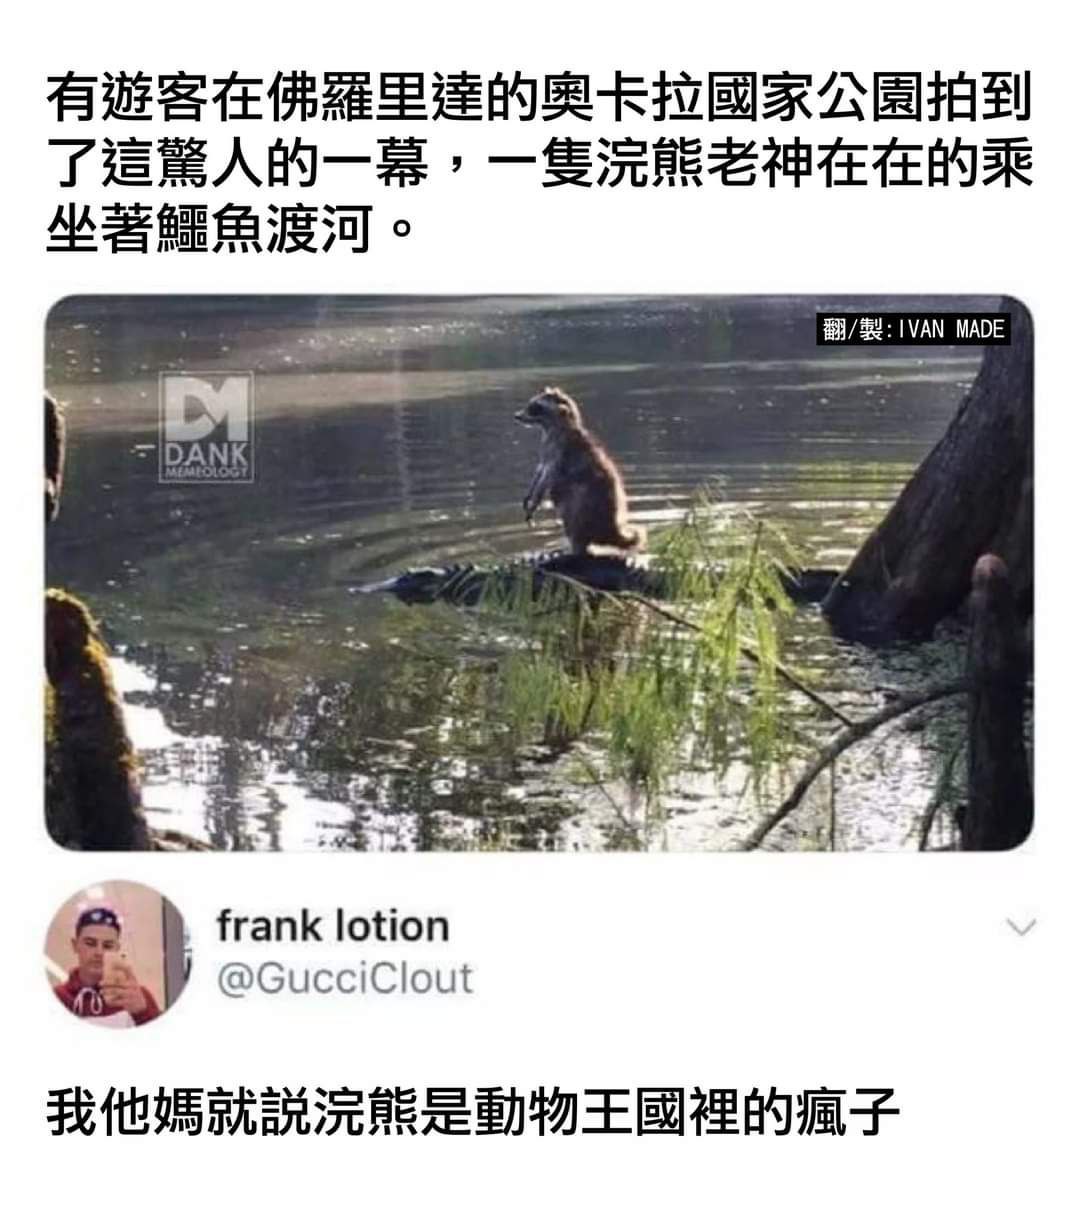 有遊客在佛羅里達的奧卡拉國家公園拍到
了這驚人的一幕，一隻浣熊老神在在的乘
坐著鱷魚渡河。
翻/製:IVAN MADE
DM
DANK
MEMEOLOGY
frank lotion
@GucciClout
我他媽就説浣熊是動物王國裡的瘋子